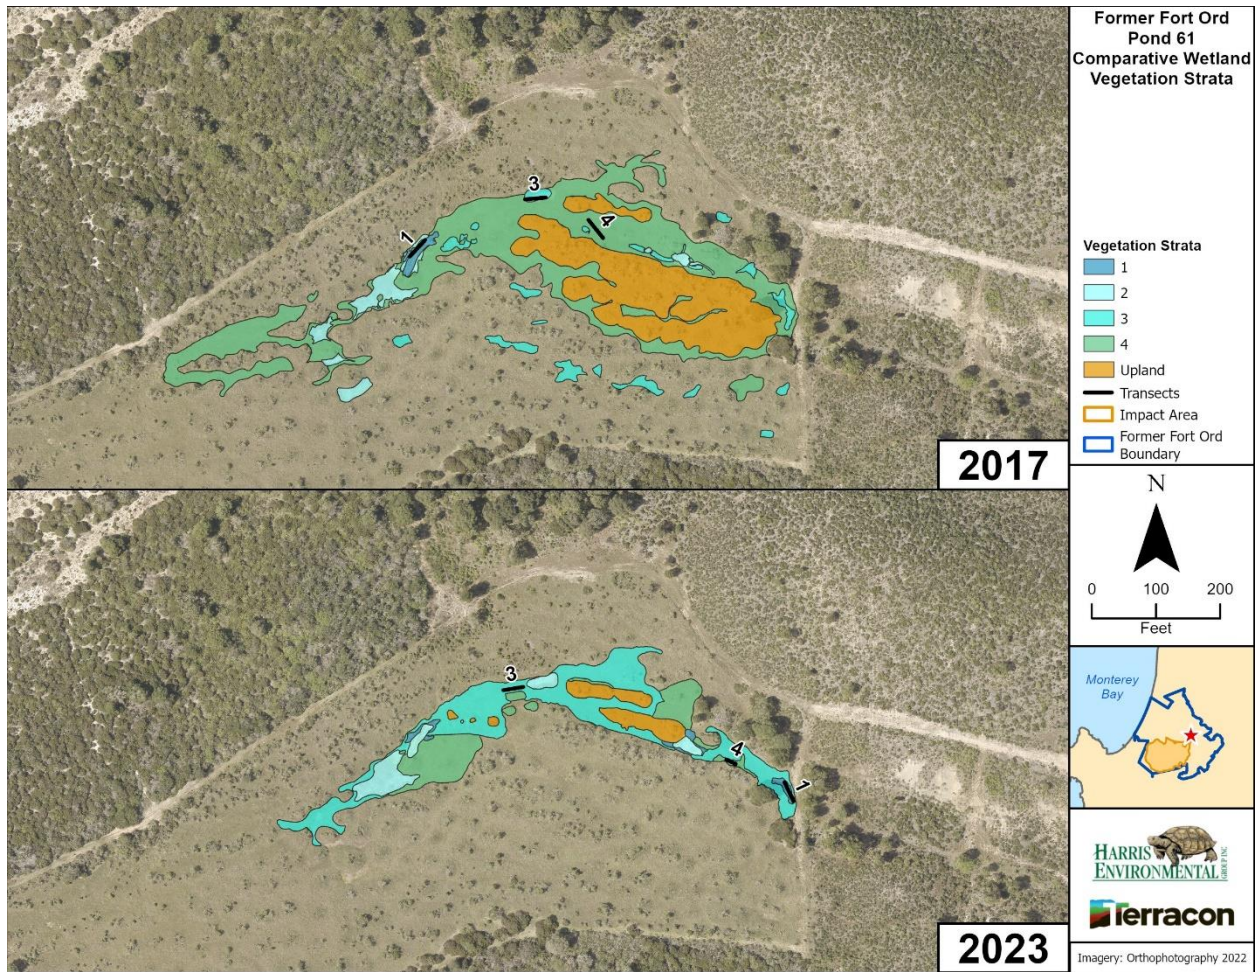 Former Fort Ord
Pond 61
Comparative Wetland
Vegetation Strata
3
4
1
2017
Vegetation Strata
1
2
3
4
Upland
Transects
Impact Area
Former Fort Ord
Boundary
N
0 100 200
Feet
3
4
1
2023
Monterey
Bay
HARRIS
ENVIRONMENTAL
GROUP INC
Terracon
Imagery: Orthophotography 2022